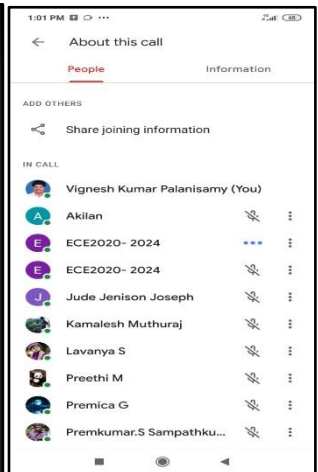 1:01 PM
65
About this call
People Information
ADD OTHERS
Share joining information
IN CALL
Vignesh Kumar Palanisamy (You)
A Akilan
E ECE2020- 2024
E ECE2020- 2024
J Jude Jenison Joseph
Kamalesh Muthuraj
Lavanya S
Preethi M
Premica G
Premkumar.S Sampathku...